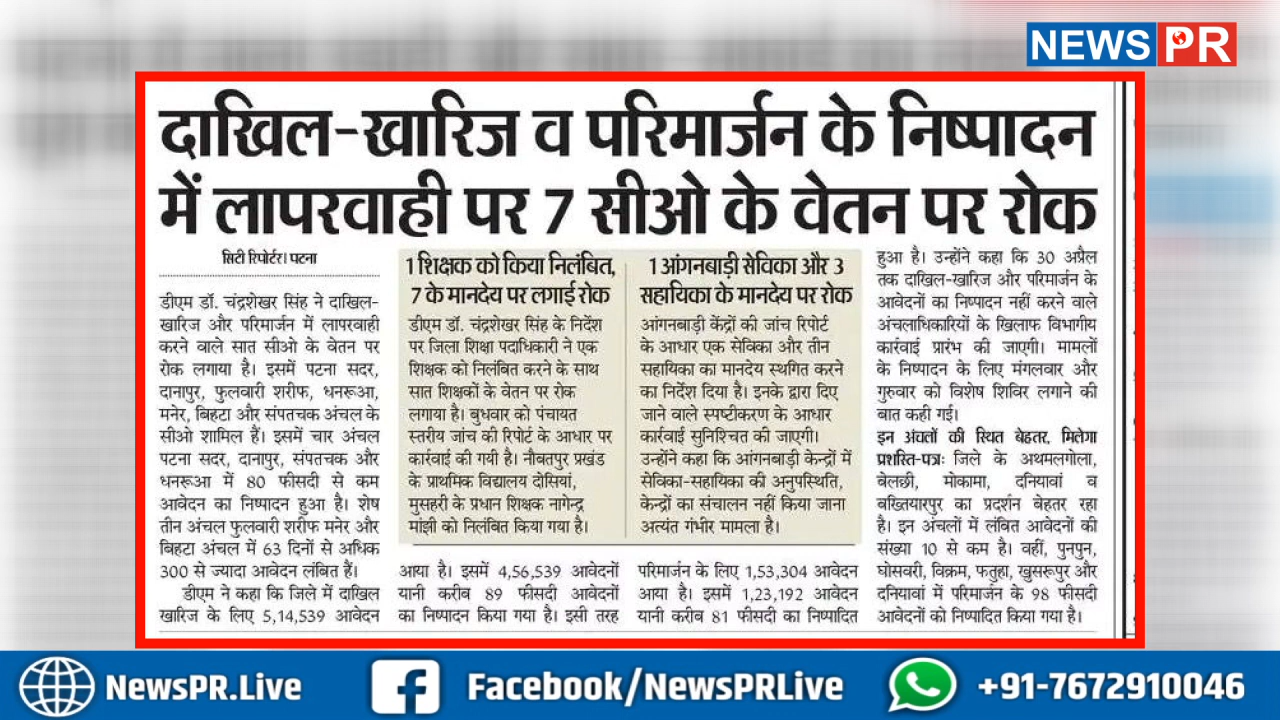 NEWS PR
दाखिल-खारिज व परिमार्जन के निष्पादन
में लापरवाही पर 7 सीओ के वेतन पर रोक
सिटी रिपोर्टर। पटना
डीएम डॉ. चंद्रशेखर सिंह ने दाखिल-
खारिज और परिमार्जन में लापरवाही
करने वाले सात सीओ के वेतन पर
रोक लगाया है। इसमें पटना सदर,
दानापुर, फुलवारी शरीफ, धनरूआ,
मनेर, बिहटा और संपतचक अंचल के
सीओ शामिल हैं। इसमें चार अंचल
पटना सदर, दानापुर, संपतचक और
धनरूआ में 80 फीसदी से कम
आवेदन का निष्पादन हुआ है। शेष
तीन अंचल फुलवारी शरीफ मनेर और
बिहटा अंचल में 63 दिनों से अधिक
300 से ज्यादा आवेदन लंबित हैं।
डीएम ने कहा कि जिले में दाखिल
खारिज के लिए 5,14,539 आवेदन
1 शिक्षक को किया निलंबित,
7 के मानदेय पर लगाई रोक
डीएम डॉ. चंद्रशेखर सिंह के निर्देश
पर जिला शिक्षा पदाधिकारी ने एक
शिक्षक को निलंबित करने के साथ
सात शिक्षकों के वेतन पर रोक
लगाया है। बुधवार को पंचायत
स्तरीय जांच की रिपोर्ट के आधार पर
कार्रवाई की गयी है। नौबतपुर प्रखंड
के प्राथमिक विद्यालय दोसियां,
मुसहरी के प्रधान शिक्षक नागेन्द्र
मांझी को निलंबित किया गया है।
1 आंगनबाड़ी सेविका और 3
सहायिका के मानदेय पर रोक
आंगनबाड़ी केंद्रों की जांच रिपोर्ट
के आधार एक सेविका और तीन
सहायिका का मानदेय स्थगित करने
का निर्देश दिया है। इनके द्वारा दिए
जाने वाले स्पष्टीकरण के आधार
कार्रवाई सुनिश्चित की जाएगी।
उन्होंने कहा कि आंगनबाड़ी केन्द्रों में
सेविका-सहायिका की अनुपस्थिति,
केन्द्रों का संचालन नहीं किया जाना
अत्यंत गंभीर मामला है।
आया है। इसमें 4,56,539 आवेदनों
यानी करीब 89 फीसदी आवेदनों
का निष्पादन किया गया है। इसी तरह
परिमार्जन के लिए 1,53,304 आवेदन
आया है। इसमें 1,23,192 आवेदन
यानी करीब 81 फीसदी का निष्पादित
हुआ है। उन्होंने कहा कि 30 अप्रैल
तक दाखिल-खारिज और परिमार्जन के
आवेदनों का निष्पादन नहीं करने वाले
अंचलाधिकारियों के खिलाफ विभागीय
कार्रवाई प्रारंभ की जाएगी। मामलों
के निष्पादन के लिए मंगलवार और
गुरुवार को विशेष शिविर लगाने की
बात कही गई।
इन अंचलों की स्थित बेहतर, मिलेगा
प्रशस्ति-पत्रः जिले के अथमलगोला,
बेलछी, मोकामा, दनियावां व
बख्तियारपुर का प्रदर्शन बेहतर रहा
है। इन अंचलों में लंबित आवेदनों की
संख्या 10 से कम है। वहीं, पुनपुन,
घोसवरी, विक्रम, फतुहा, खुसरूपुर और
दनियावां में परिमार्जन के 98 फीसदी
आवेदनों को निष्पादित किया गया है।
NewsPR.Live
Facebook/NewsPRLive
+91-7672910046